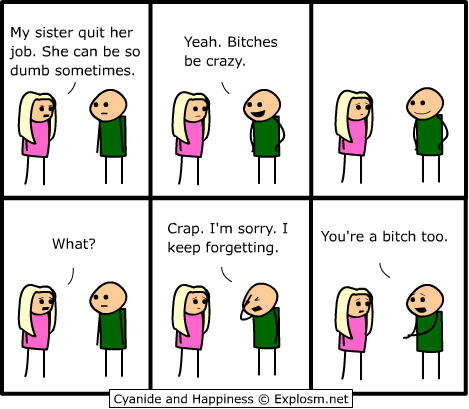 My sister quit her
job. She can be so
dumb sometimes.
Yeah. Bitches
be crazy.
What?
Crap. I'm sorry. I
keep forgetting.
You're a bitch too.
Cyanide and Happiness © Explosm.net